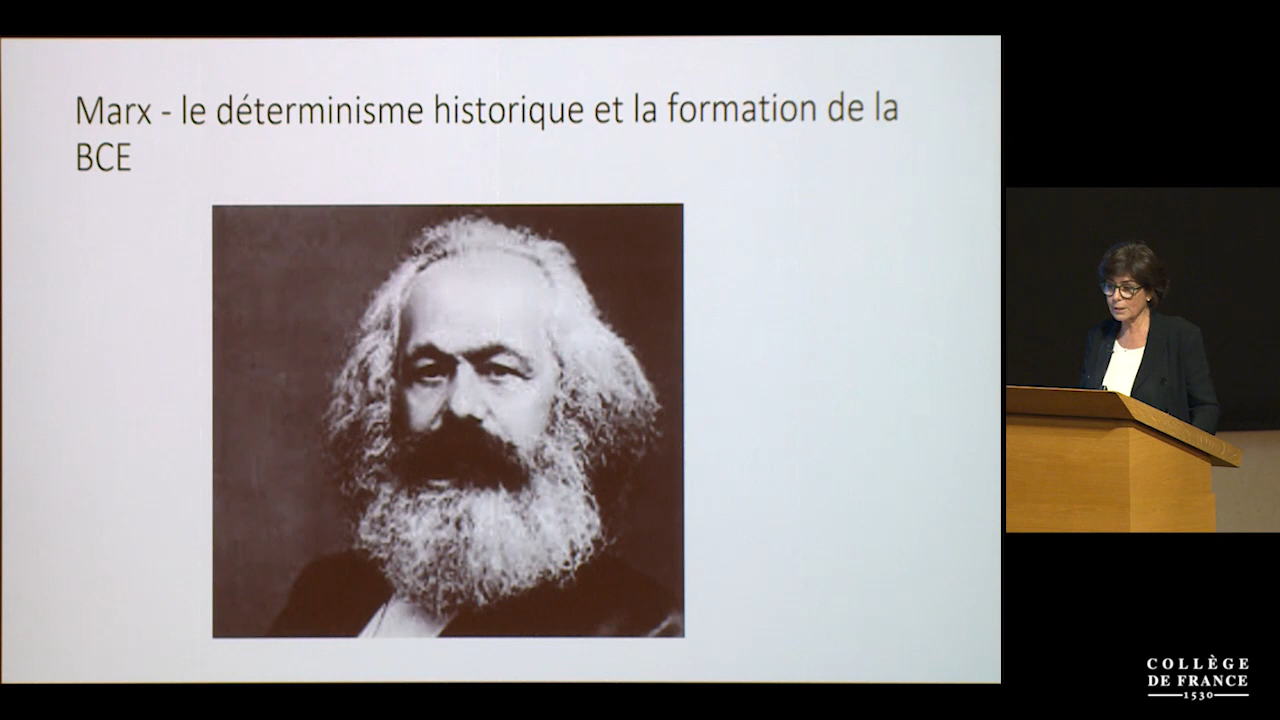 Marx - le déterminisme historique et la formation de la
BCE
COLLÈGE
DE FRANCE
1530